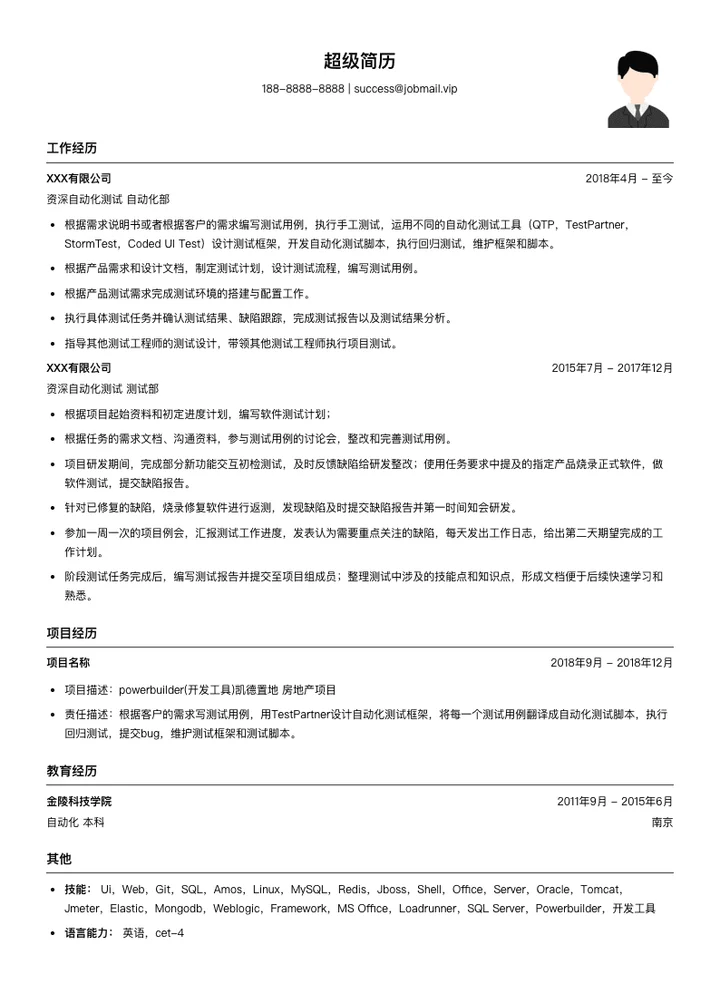 超级简历
188-8888-8888 | success@jobmail.vip
工作经历
XXX有限公司 2018年4月 – 至今
资深自动化测试 自动化部
• 根据需求说明书或者根据客户的需求编写测试用例，执行手工测试，运用不同的自动化测试工具（QTP，TestPartner，
StormTest，Coded UI Test）设计测试框架，开发自动化测试脚本，执行回归测试，维护框架和脚本。
• 根据产品需求和设计文档，制定测试计划，设计测试流程，编写测试用例。
• 根据产品测试需求完成测试环境的搭建与配置工作。
• 执行具体测试任务并确认测试结果、缺陷跟踪，完成测试报告以及测试结果分析。
• 指导其他测试工程师的测试设计，带领其他测试工程师执行项目测试。
XXX有限公司 2015年7月 – 2017年12月
资深自动化测试 测试部
• 根据项目起始资料和初定进度计划，编写软件测试计划；
• 根据任务的需求文档、沟通资料，参与测试用例的讨论会，整改和完善测试用例。
• 项目研发期间，完成部分新功能交互初检测试，及时反馈缺陷给研发整改；使用任务要求中提及的指定产品烧录正式软件，做
软件测试，提交缺陷报告。
• 针对已修复的缺陷，烧录修复软件进行返测，发现缺陷及时提交缺陷报告并第一时间知会研发。
• 参加一周一次的项目例会，汇报测试工作进度，发表认为需要重点关注的缺陷，每天发出工作日志，给出第二天期望完成的工
作计划。
• 阶段测试任务完成后，编写测试报告并提交至项目组成员；整理测试中涉及的技能点和知识点，形成文档便于后续快速学习和
熟悉。
项目经历
项目名称 2018年9月 – 2018年12月
• 项目描述：powerbuilder(开发工具)凯德置地 房地产项目
• 责任描述：根据客户的需求写测试用例，用TestPartner设计自动化测试框架，将每一个测试用例翻译成自动化测试脚本，执行
回归测试，提交bug，维护测试框架和测试脚本。
教育经历
金陵科技学院 2011年9月 – 2015年6月
自动化 本科 南京
其他
• 技能： Ui，Web，Git，SQL，Amos，Linux，MySQL，Redis，Jboss，Shell，Office，Server，Oracle，Tomcat，
Jmeter，Elastic，Mongodb，Weblogic，Framework，MS Office，Loadrunner，SQL Server，Powerbuilder，开发工具
• 语言能力： 英语，cet-4